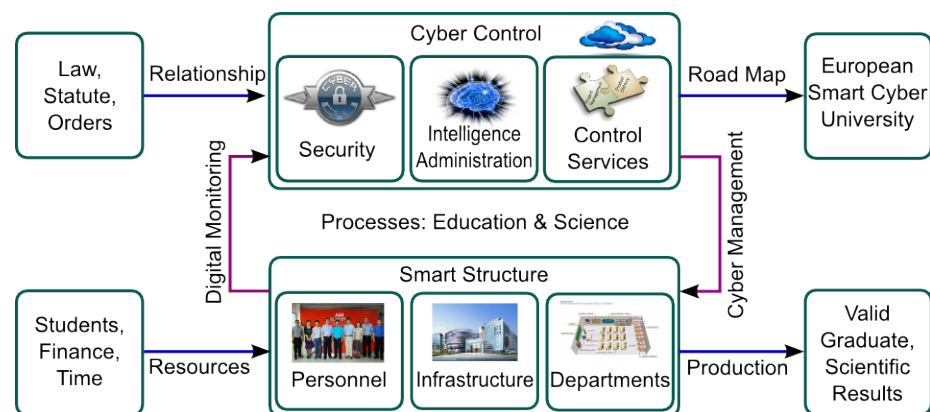 Cyber Control
Law,
Statute,
Orders
Relationship
CYBER
Security
Intelligence
Administration
Control
Services
Road Map
European
Smart Cyber
University
Digital Monitoring
Processes: Education & Science
Cyber Management
Smart Structure
Students,
Finance,
Time
Resources
Personnel
Infrastructure
Departments
Production
Valid
Graduate,
Scientific
Results